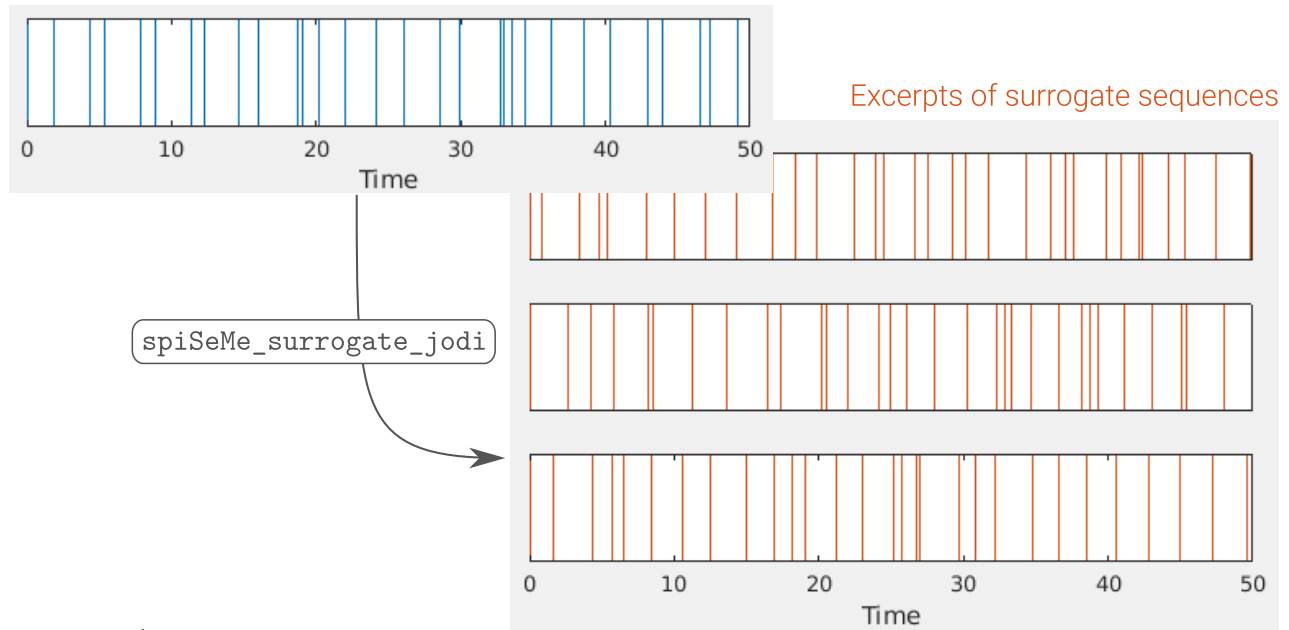 0 10 20 30 40 50
Time
Excerpts of surrogate sequences
spiSeMe_surrogate_jodi
0 10 20 30 40 50
Time